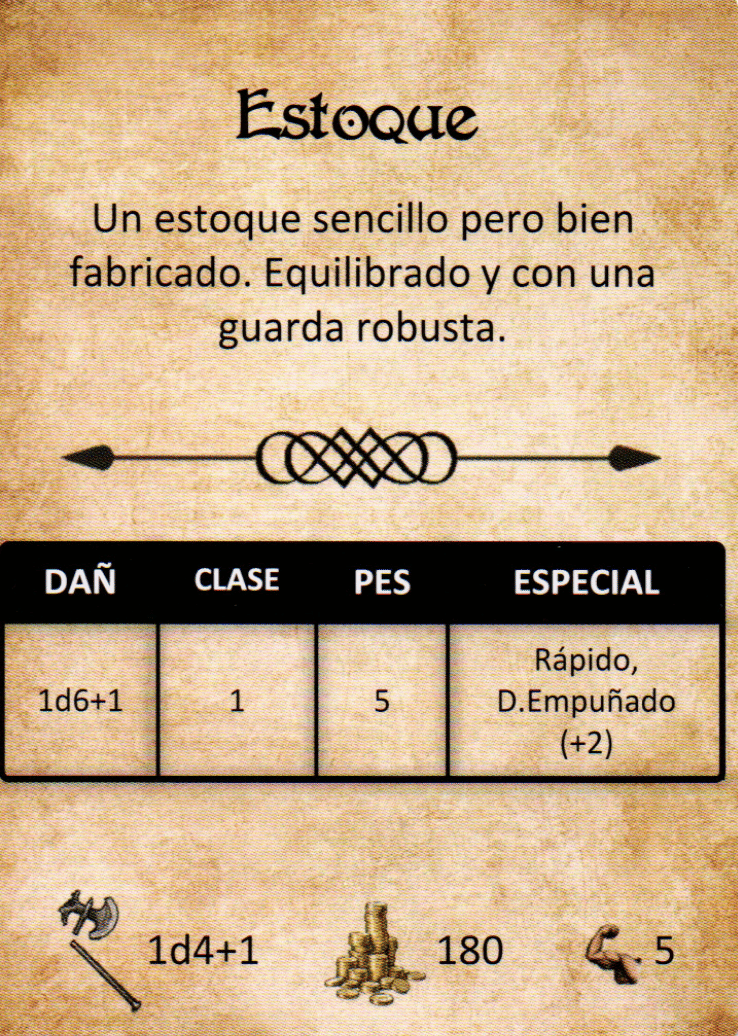 Estoque
Un estoque sencillo pero bien
fabricado. Equilibrado y con una
guarda robusta.
DAÑ CLASE PES ESPECIAL
1d6+1 1 5 Rápido,
D.Empuñado
(+2)
1d4+1 180 5